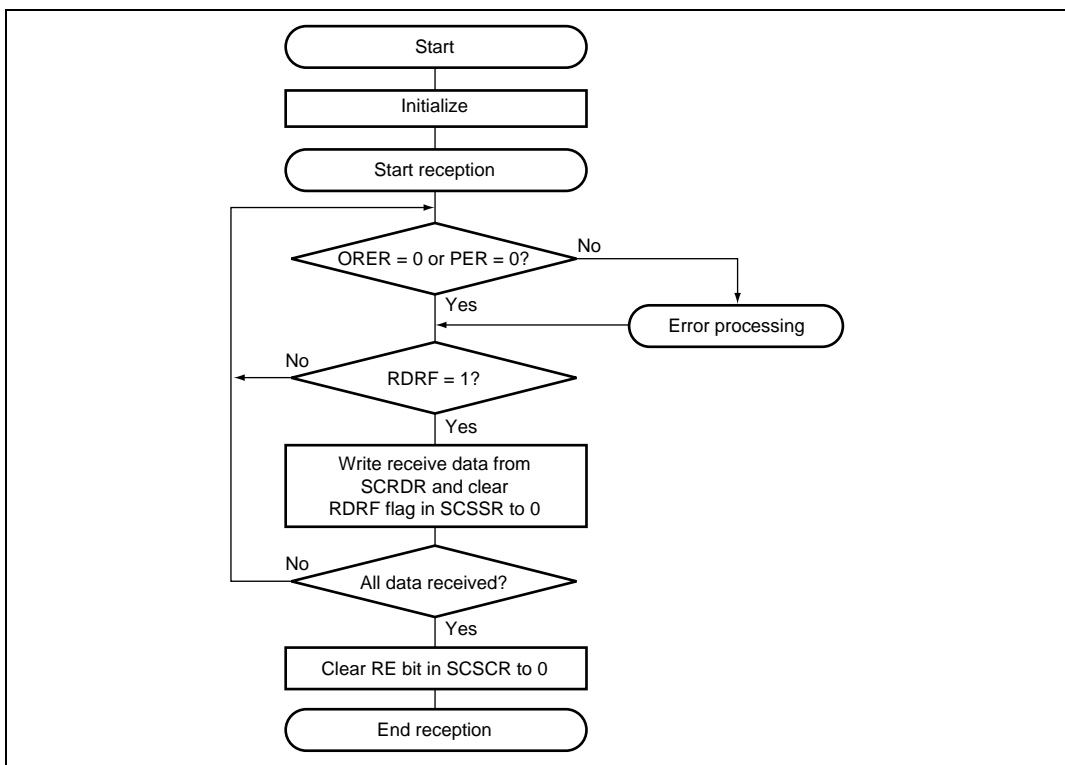 Start
Initialize
Start reception
ORER = 0 or PER = 0?
No
Yes
Error processing
No
RDRF = 1?
Yes
Write receive data from
SCRDR and clear
RDRF flag in SCSSR to 0
No
All data received?
Yes
Clear RE bit in SCSCR to 0
End reception